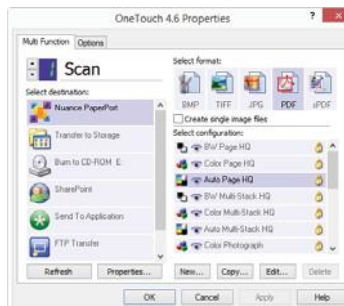 OneTouch 4.6 Properties
? x
Multi Function Options
1 Scan
Select destination:
Nuance PaperPort
Transfer to Storage
Burn to CD-ROM E:
SharePoint
Send To Application
FTP Transfer
Refresh Properties...
Select format:
BMP TIFF JPG PDF sPDF
Create single image files
Select configuration:
BW Page HQ
Color Page HQ
Auto Page HQ
BW Multi-Stack HQ
Color Multi-Stack HQ
Auto Multi-Stack HQ
Color Photograph
New... Copy... Edit... Delete
OK Cancel Apply Help